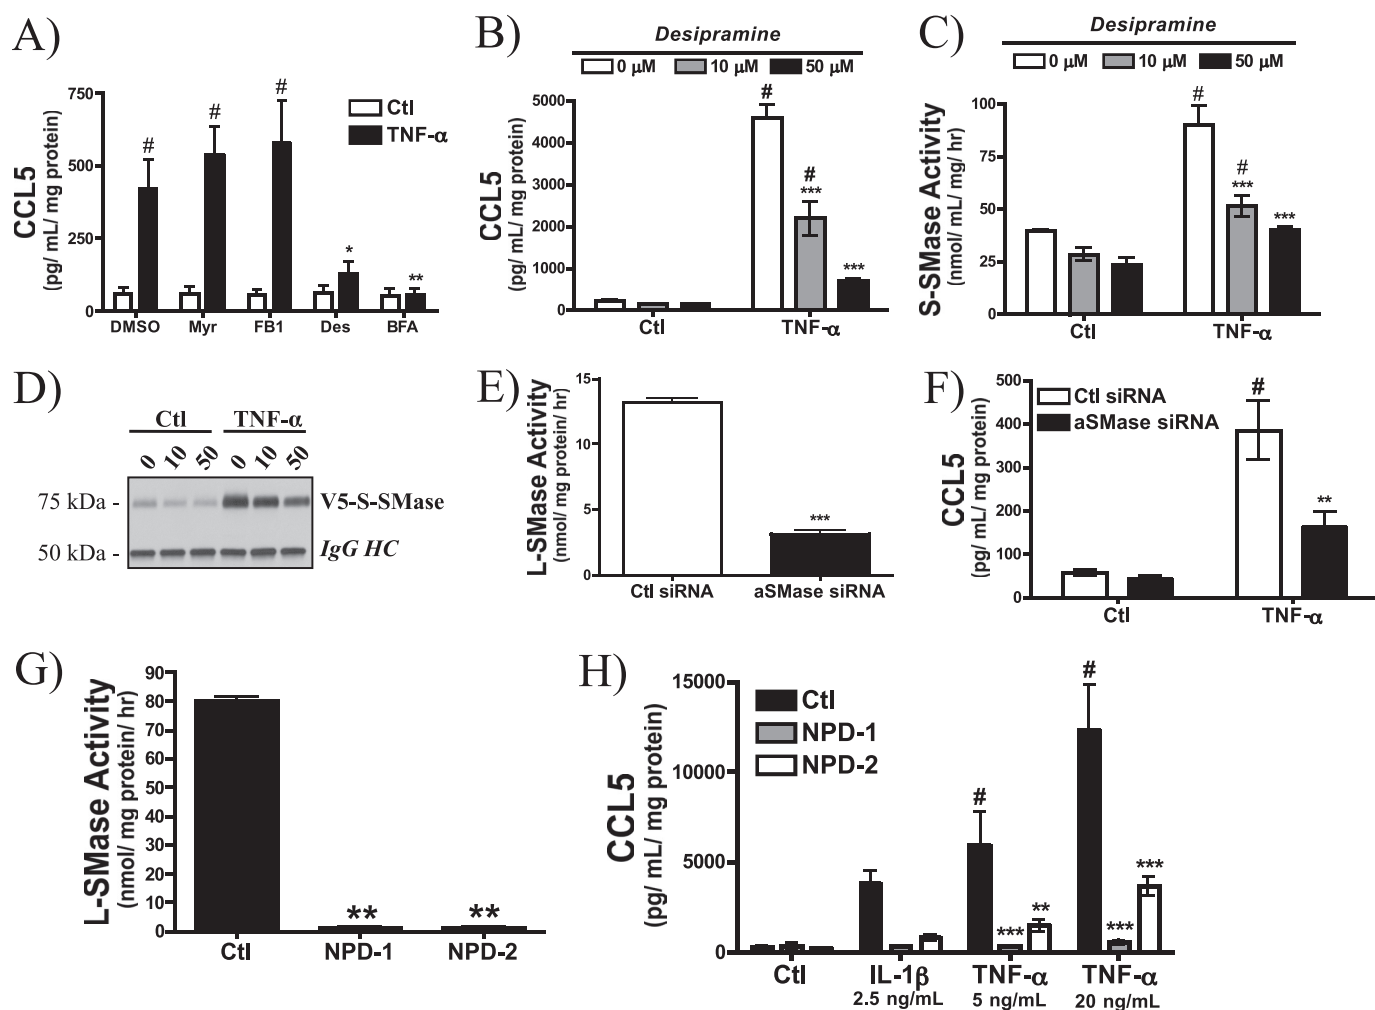 A)
Ctl
TNF-α
CCL5
(pg/ mL/ mg protein)
750
500
250
0
#
#
#
*
**
DMSO Myr FB1 Des BFA
B)
Desipramine
0 μM 10 μM 50 μM
CCL5
(pg/ mL/ mg protein)
5000
4000
3000
2000
1000
0
#
#
***
***
Ctl TNF-α
C)
Desipramine
0 μM 10 μM 50 μM
S-SMase Activity
(nmol/ mL/ mg/ hr)
100
75
50
25
0
#
#
***
***
Ctl TNF-α
D)
Ctl TNF-α
0 10 50 0 10 50
75 kDa - V5-S-SMase
50 kDa - IgG HC
E)
L-SMase Activity
(nmol/ mg protein/ hr)
15
10
5
0
***
Ctl siRNA aSMase siRNA
F)
Ctl siRNA
aSMase siRNA
CCL5
(pg/ mL/ mg protein)
500
400
300
200
100
0
#
**
Ctl TNF-α
G)
L-SMase Activity
(nmol/ mg protein/ hr)
90
80
70
60
50
40
30
20
10
0
** **
Ctl NPD-1 NPD-2
H)
Ctl
NPD-1
NPD-2
CCL5
(pg/ mL/ mg protein)
15000
10000
5000
0
#
***
**
#
***
***
Ctl IL-1β TNF-α TNF-α
2.5 ng/mL 5 ng/mL 20 ng/mL